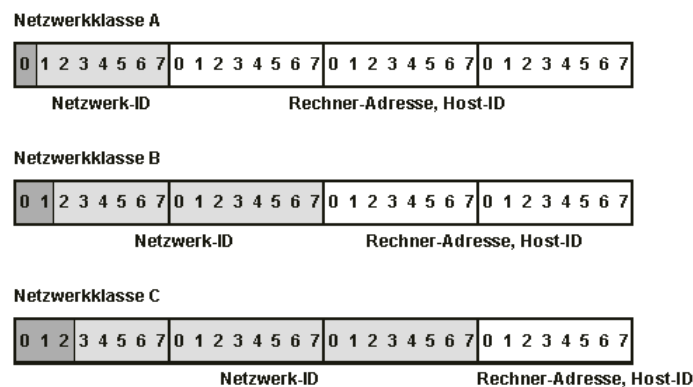 Netzwerkklasse A
0 1 2 3 4 5 6 7 0 1 2 3 4 5 6 7 0 1 2 3 4 5 6 7 0 1 2 3 4 5 6 7
Netzwerk-ID Rechner-Adresse, Host-ID
Netzwerkklasse B
0 1 2 3 4 5 6 7 0 1 2 3 4 5 6 7 0 1 2 3 4 5 6 7 0 1 2 3 4 5 6 7
Netzwerk-ID Rechner-Adresse, Host-ID
Netzwerkklasse C
0 1 2 3 4 5 6 7 0 1 2 3 4 5 6 7 0 1 2 3 4 5 6 7 0 1 2 3 4 5 6 7
Netzwerk-ID Rechner-Adresse, Host-ID